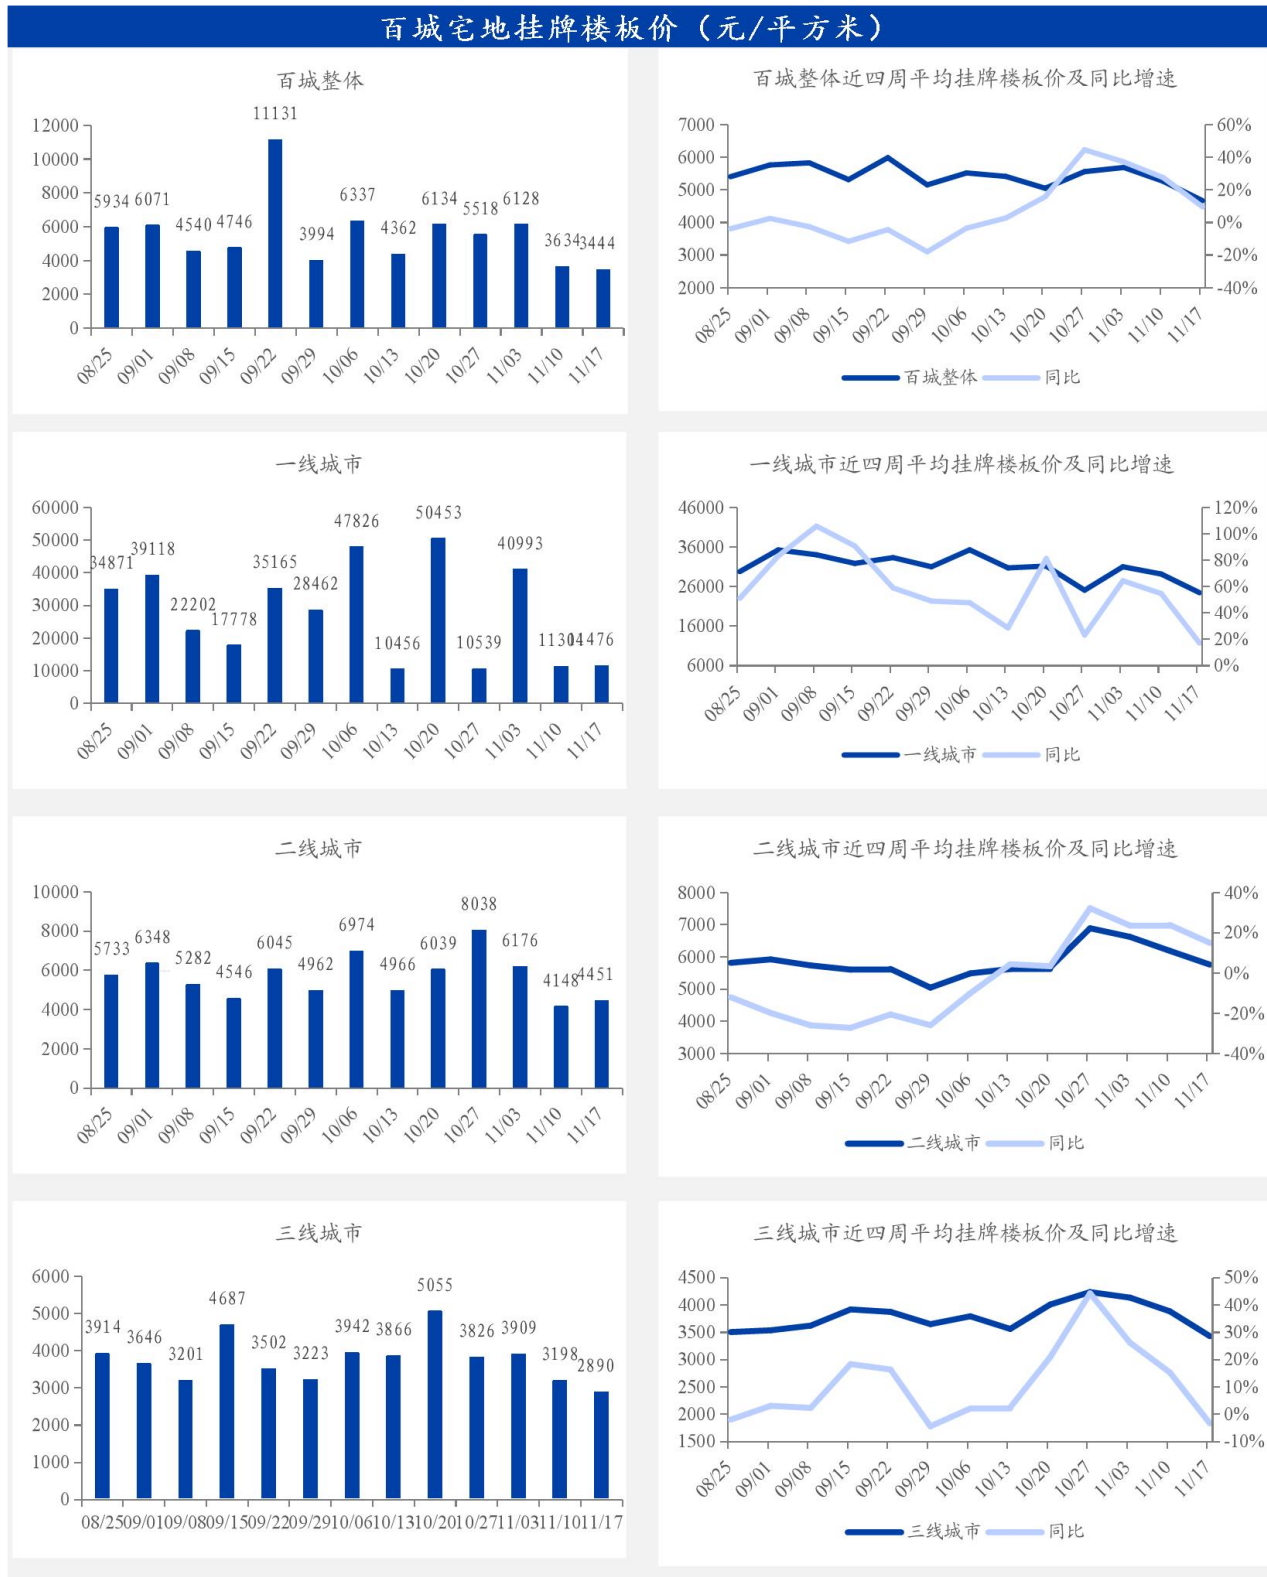 百城宅地挂牌楼板价（元/平方米）
百城整体
12000
10000
8000
6000
4000
2000
0
5934 6071 4540 4746 11131 3994 6337 4362 6134 5518 6128 3634 3444
08/25 09/01 09/08 09/15 09/22 09/29 10/06 10/13 10/20 10/27 11/03 11/10 11/17
百城整体近四周平均挂牌楼板价及同比增速
7000 60%
6000 40%
5000 20%
4000 0%
3000 -20%
2000 -40%
08/25 09/01 09/08 09/15 09/22 09/29 10/06 10/13 10/20 10/27 11/03 11/10 11/17
百城整体 同比
一线城市
60000
50000
40000
30000
20000
10000
0
34871 39118 22202 17778 35165 28462 47826 10456 50453 10539 40993 11304 11476
08/25 09/01 09/08 09/15 09/22 09/29 10/06 10/13 10/20 10/27 11/03 11/10 11/17
一线城市近四周平均挂牌楼板价及同比增速
46000 120%
36000 100%
26000 80%
16000 60%
6000 40%
20%
0%
08/25 09/01 09/08 09/15 09/22 09/29 10/06 10/13 10/20 10/27 11/03 11/10 11/17
一线城市 同比
二线城市
10000
8000
6000
4000
2000
0
5733 6348 5282 4546 6045 4962 6974 4966 6039 8038 6176 4148 4451
08/25 09/01 09/08 09/15 09/22 09/29 10/06 10/13 10/20 10/27 11/03 11/10 11/17
二线城市近四周平均挂牌楼板价及同比增速
8000 40%
7000 20%
6000 0%
5000 -20%
4000 -40%
3000
08/25 09/01 09/08 09/15 09/22 09/29 10/06 10/13 10/20 10/27 11/03 11/10 11/17
二线城市 同比
三线城市
6000
5000
4000
3000
2000
1000
0
3914 3646 3201 4687 3502 3223 3942 3866 5055 3826 3909 3198 2890
08/25 09/01 09/08 09/15 09/22 09/29 10/06 10/13 10/20 10/27 11/03 11/10 11/17
三线城市近四周平均挂牌楼板价及同比增速
4500 50%
4000 40%
3500 30%
3000 20%
2500 10%
2000 0%
1500 -10%
08/25 09/01 09/08 09/15 09/22 09/29 10/06 10/13 10/20 10/27 11/03 11/10 11/17
三线城市 同比